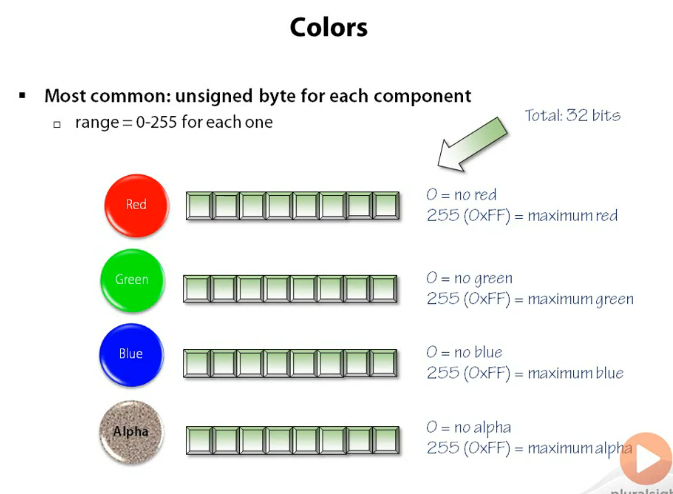 Colors
Most common: unsigned byte for each component
range = 0-255 for each one
Total: 32 bits
Red
0 = no red
255 (0xFF) = maximum red
Green
0 = no green
255 (0xFF) = maximum green
Blue
0 = no blue
255 (0xFF) = maximum blue
Alpha
0 = no alpha
255 (0xFF) = maximum alpha